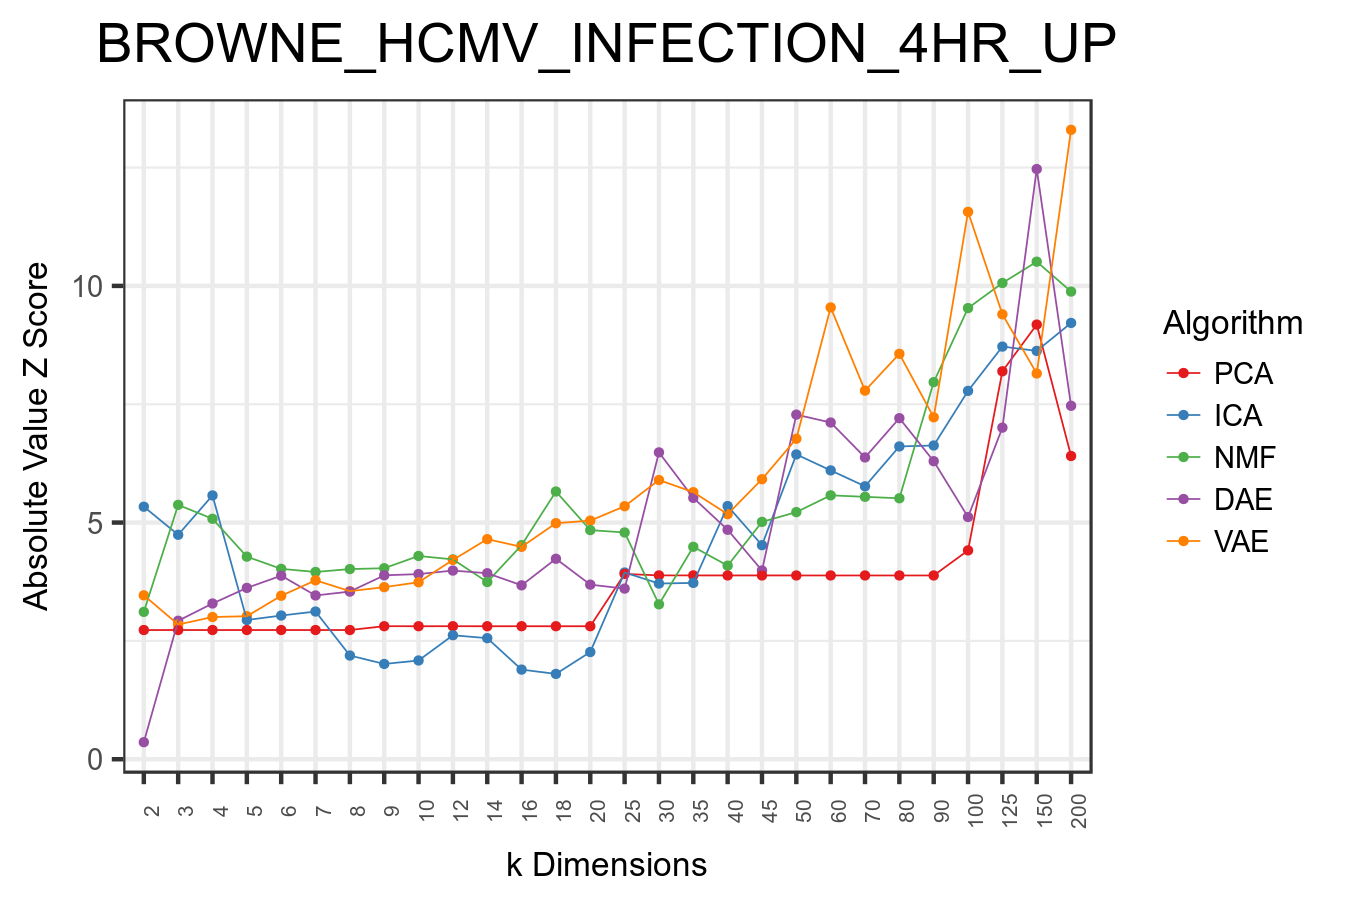 BROWNE_HCMV_INFECTION_4HR_UP
Absolute Value Z Score
10
5
0
2 3 4 5 6 7 8 9 10 12 14 16 18 20 25 30 35 40 45 50 60 70 80 90 100 125 150 200
k Dimensions
Algorithm
PCA
ICA
NMF
DAE
VAE